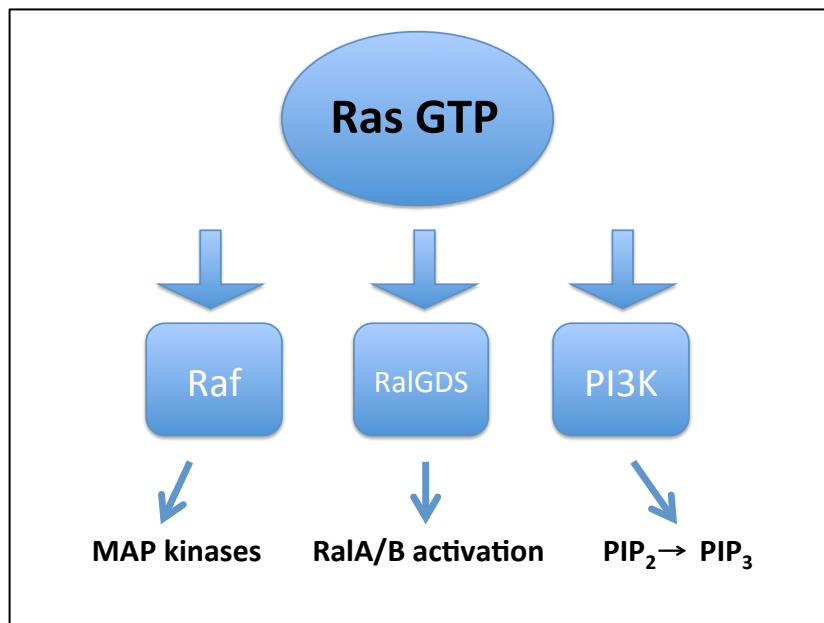 Ras GTP
Raf RalGDS PI3K
MAP kinases RalA/B activation PIP₂→ PIP₃